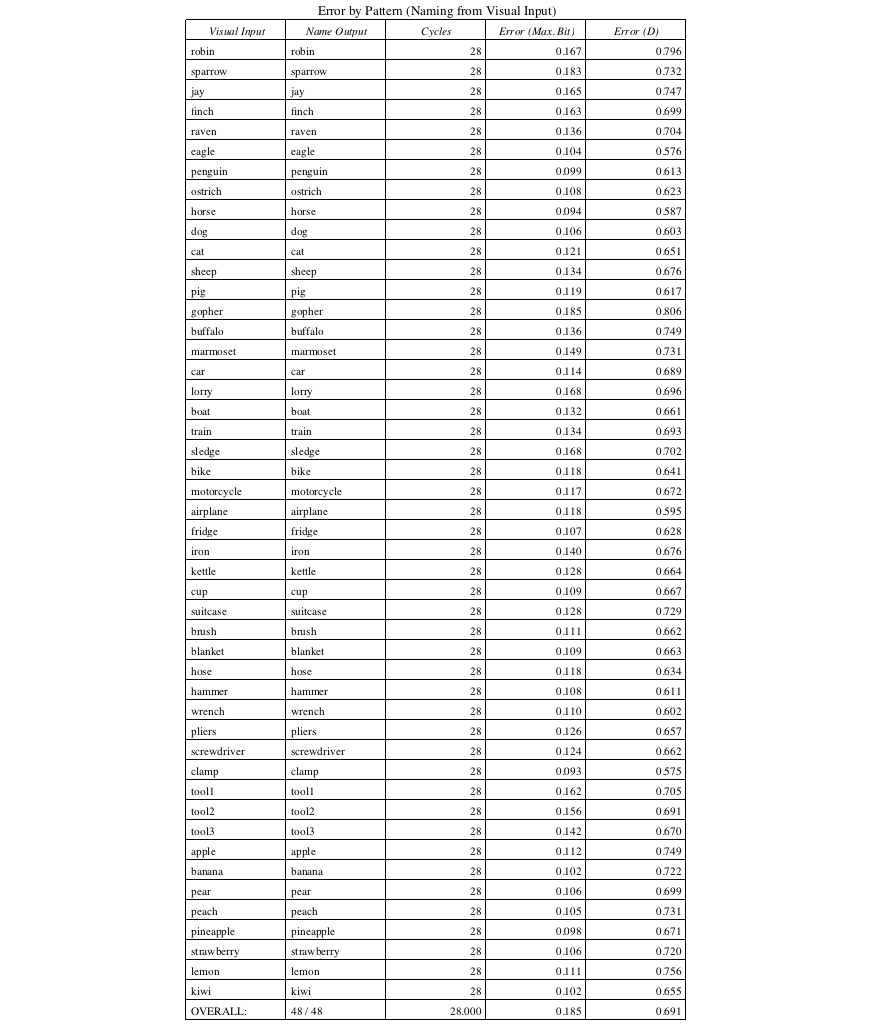 Error by Pattern (Naming from Visual Input)
Visual Input Name Output Cycles Error (Max. Bit) Error (D)
robin robin 28 0.167 0.796
sparrow sparrow 28 0.183 0.732
jay jay 28 0.165 0.747
finch finch 28 0.163 0.699
raven raven 28 0.136 0.704
eagle eagle 28 0.104 0.576
penguin penguin 28 0.099 0.613
ostrich ostrich 28 0.108 0.623
horse horse 28 0.094 0.587
dog dog 28 0.106 0.603
cat cat 28 0.121 0.651
sheep sheep 28 0.134 0.676
pig pig 28 0.119 0.617
gopher gopher 28 0.185 0.806
buffalo buffalo 28 0.136 0.749
marmoset marmoset 28 0.149 0.731
car car 28 0.114 0.689
lorry lorry 28 0.168 0.696
boat boat 28 0.132 0.661
train train 28 0.134 0.693
sledge sledge 28 0.168 0.702
bike bike 28 0.118 0.641
motorcycle motorcycle 28 0.117 0.672
airplane airplane 28 0.118 0.595
fridge fridge 28 0.107 0.628
iron iron 28 0.140 0.676
kettle kettle 28 0.128 0.664
cup cup 28 0.109 0.667
suitcase suitcase 28 0.128 0.729
brush brush 28 0.111 0.662
blanket blanket 28 0.109 0.663
hose hose 28 0.118 0.634
hammer hammer 28 0.108 0.611
wrench wrench 28 0.110 0.602
pliers pliers 28 0.126 0.657
screwdriver screwdriver 28 0.124 0.662
clamp clamp 28 0.093 0.575
tool1 tool1 28 0.162 0.705
tool2 tool2 28 0.156 0.691
tool3 tool3 28 0.142 0.670
apple apple 28 0.112 0.749
banana banana 28 0.102 0.722
pear pear 28 0.106 0.699
peach peach 28 0.105 0.731
pineapple pineapple 28 0.098 0.671
strawberry strawberry 28 0.106 0.720
lemon lemon 28 0.111 0.756
kiwi kiwi 28 0.102 0.655
OVERALL: 48 / 48 28.000 0.185 0.691